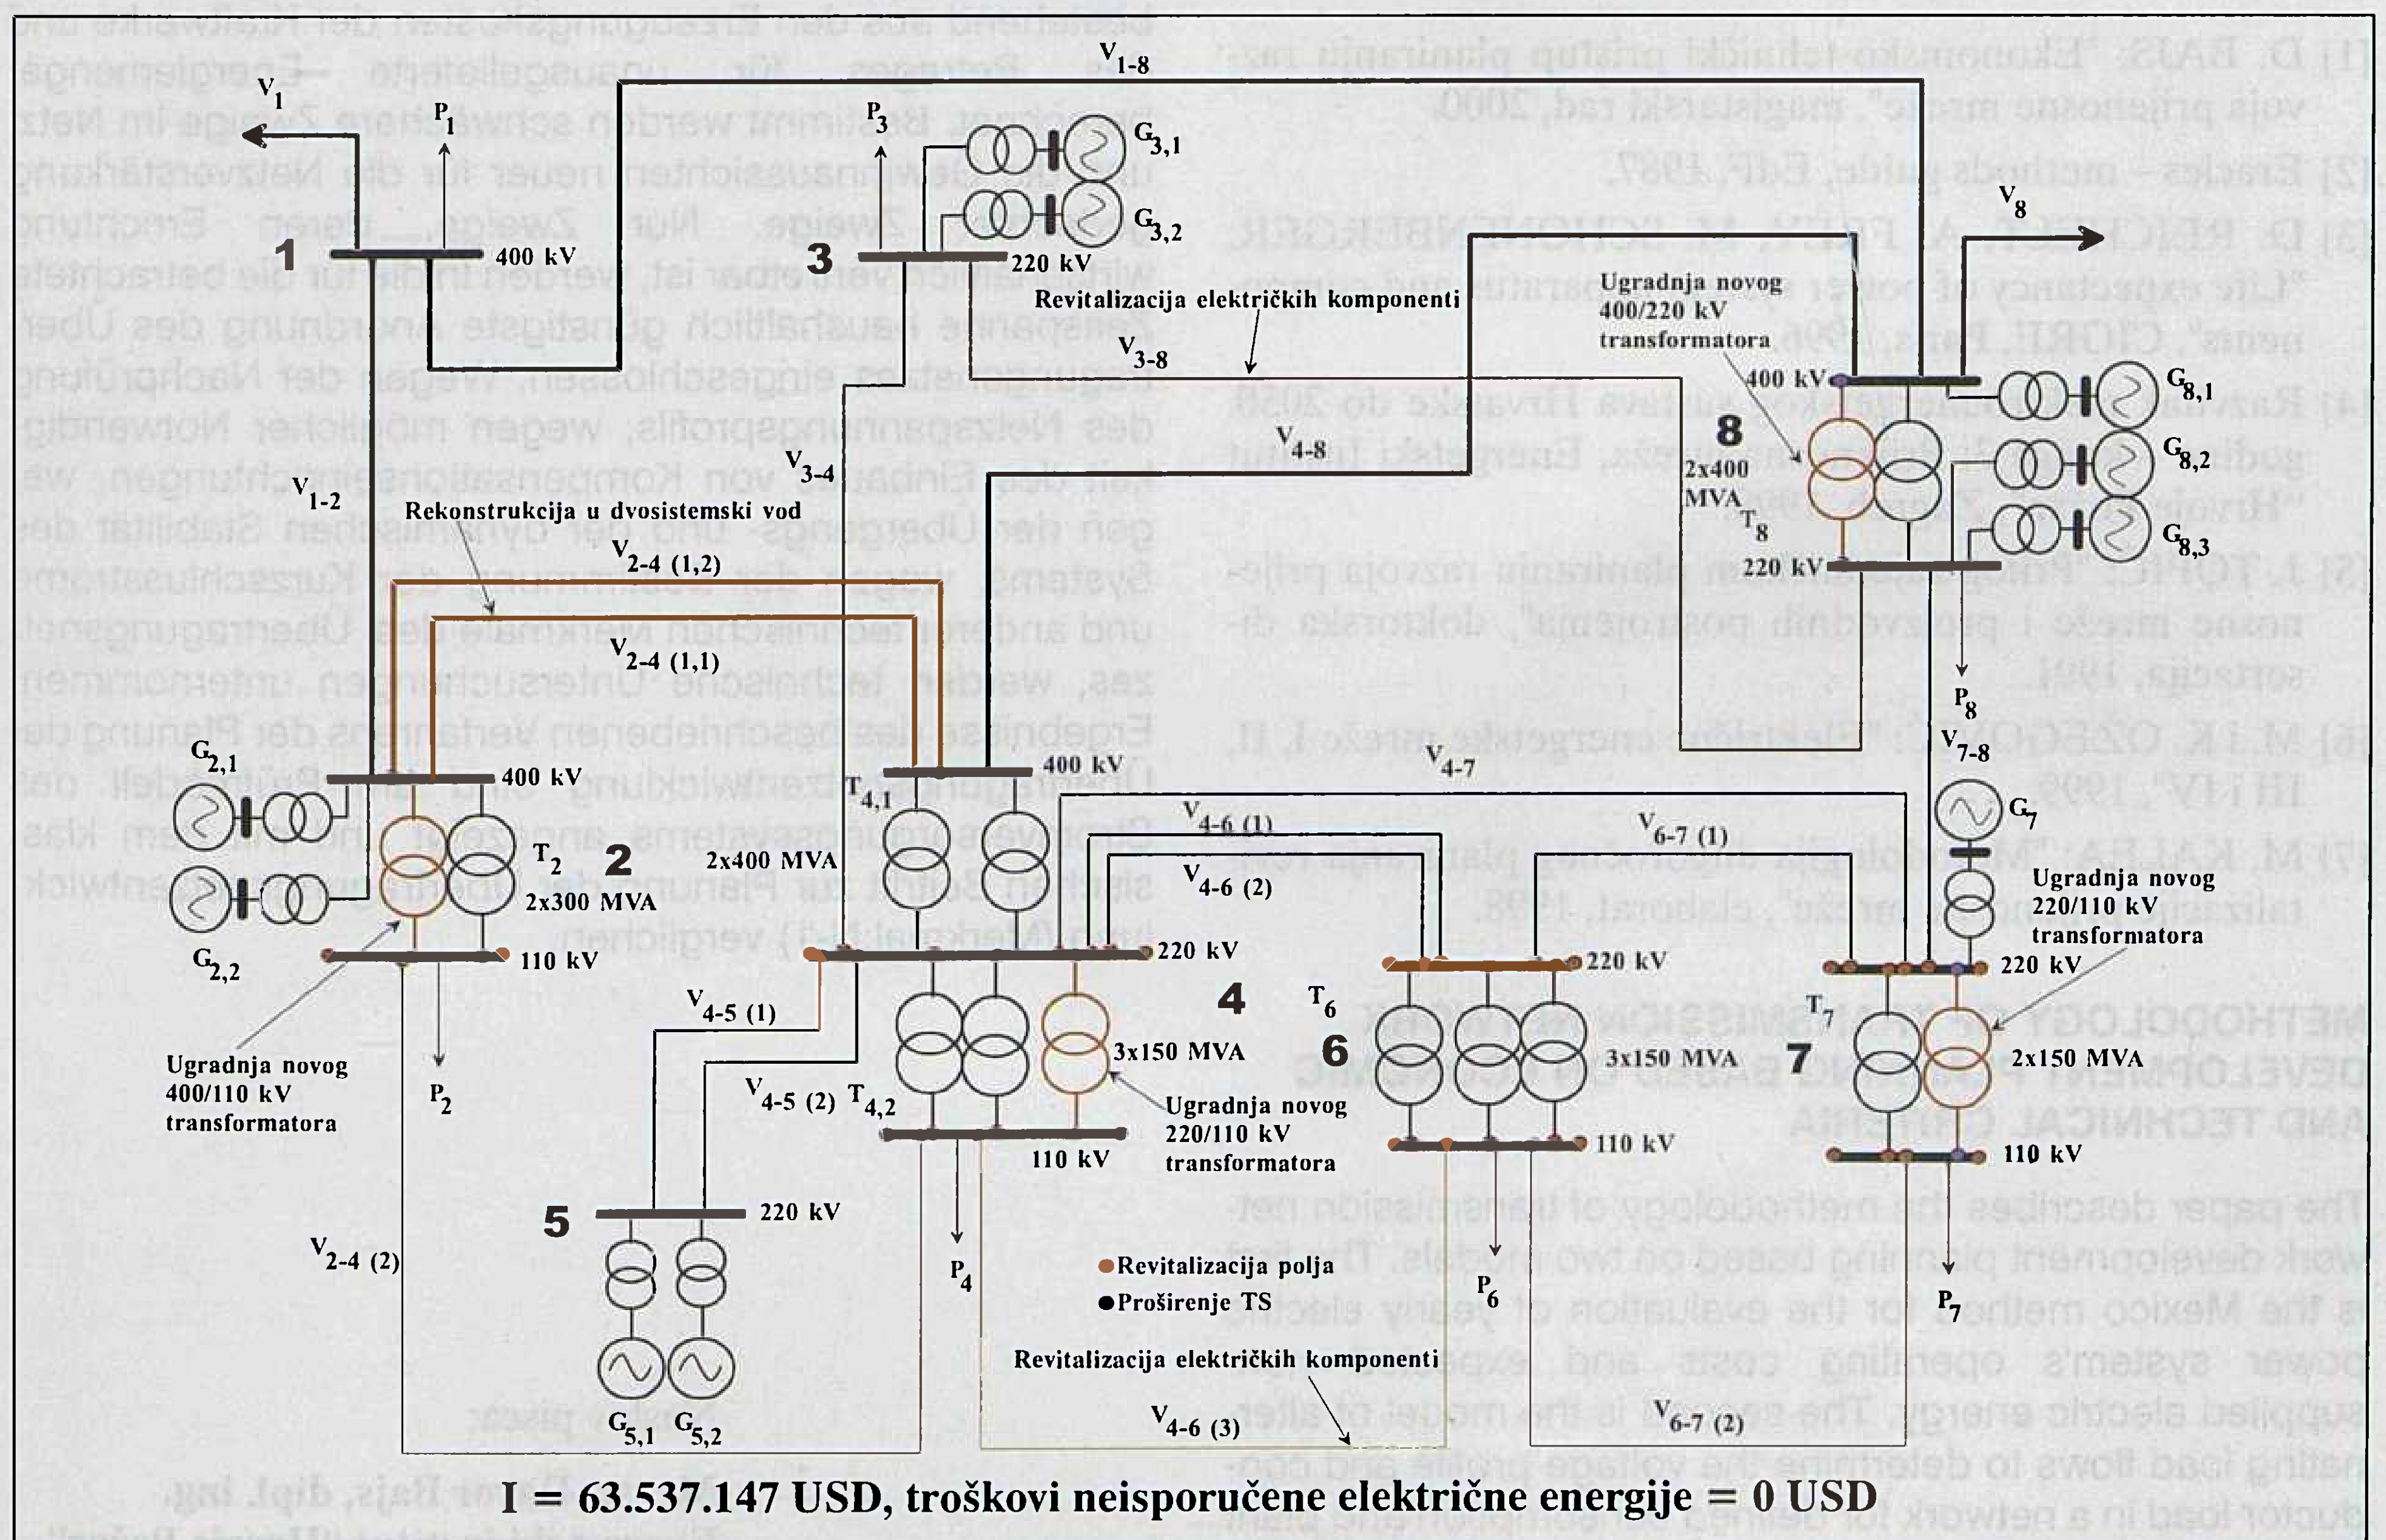 V1-8
V1
P1
P3
G3,1
G3,2
V8
1
400 kV
3
220 kV
Revitalizacija električkih komponenti
V3-8
Ugradnja novog
400/220 kV
transformatora
400 kV
G8,1
8
2x400
MVA
T8
G8,2
G8,3
220 kV
V4-8
V3-4
V1-2
Rekonstrukcija u dvosistemski vod
V2-4 (1,2)
V2-4 (1,1)
P8
V7-8
G2,1
400 kV
T4,1
400 kV
V4-7
G7
V4-6 (1)
V4-6 (2)
V6-7 (1)
T2
2
2x300 MVA
2x400 MVA
Ugradnja novog
220/110 kV
transformatora
G2,2
110 kV
220 kV
220 kV
220 kV
V4-5 (1)
4
T6
6
T7
7
3x150 MVA
3x150 MVA
2x150 MVA
Ugradnja novog
400/110 kV
transformatora
P2
V4-5 (2)
T4,2
Ugradnja novog
220/110 kV
transformatora
110 kV
110 kV
110 kV
5
220 kV
V2-4 (2)
P4
Revitalizacija polja
Proširenje TS
P6
P7
Revitalizacija električkih komponenti
G5,1
G5,2
V4-6 (3)
V6-7 (2)
I = 63.537.147 USD, troškovi neisporučene električne energije = 0 USD